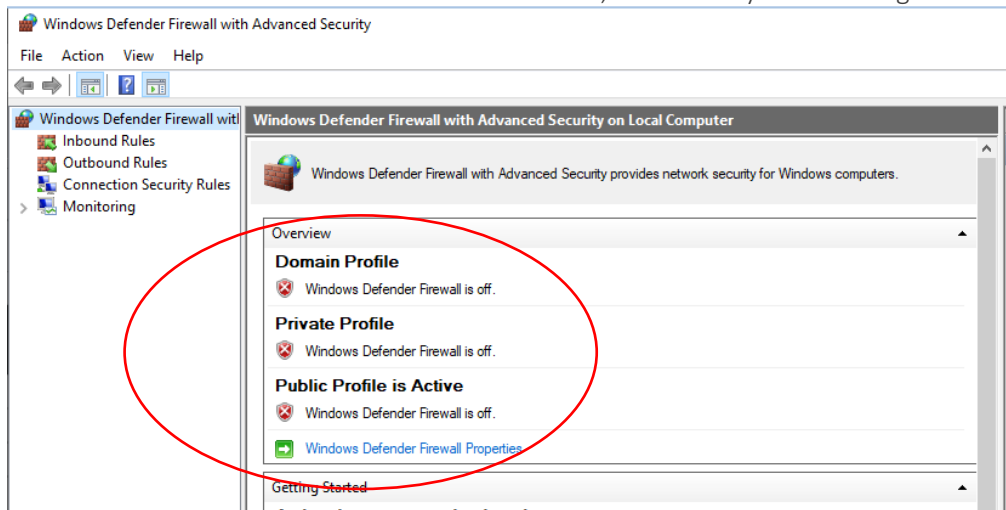 Windows Defender Firewall with Advanced Security
File Action View Help
Windows Defender Firewall witl
Inbound Rules
Outbound Rules
Connection Security Rules
Monitoring
Windows Defender Firewall with Advanced Security on Local Computer
Windows Defender Firewall with Advanced Security provides network security for Windows computers.
Overview
Domain Profile
Windows Defender Firewall is off.
Private Profile
Windows Defender Firewall is off.
Public Profile is Active
Windows Defender Firewall is off.
Windows Defender Firewall Properties
Getting Started